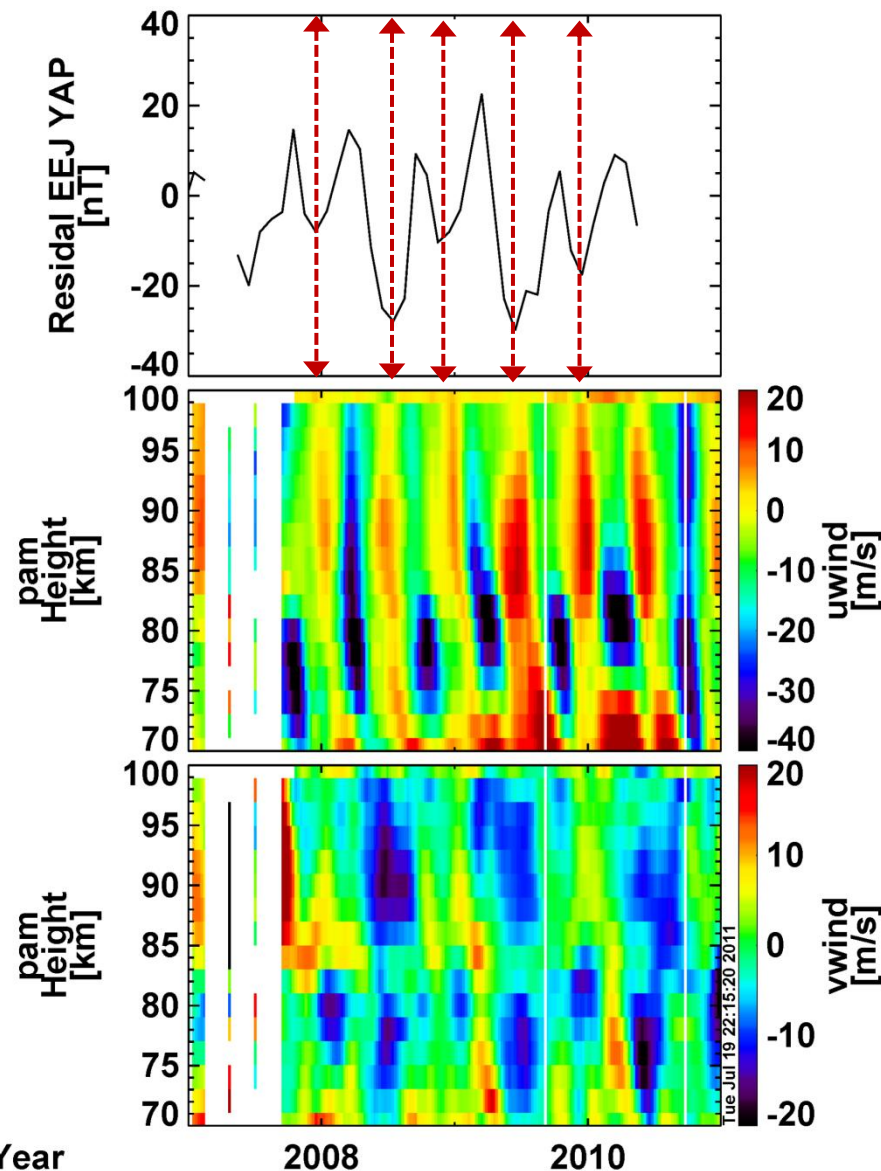 40
20
0
-20
-40
Residal EEJ YAP
[nT]
100
95
90
85
80
75
70
pam
Height
[km]
20
10
0
-10
-20
-30
-40
uwind
[m/s]
100
95
90
85
80
75
70
pam
Height
[km]
20
10
0
-10
-20
vwind
[m/s]
Tue Jul 19 22:15:20 2011
Year
2008
2010